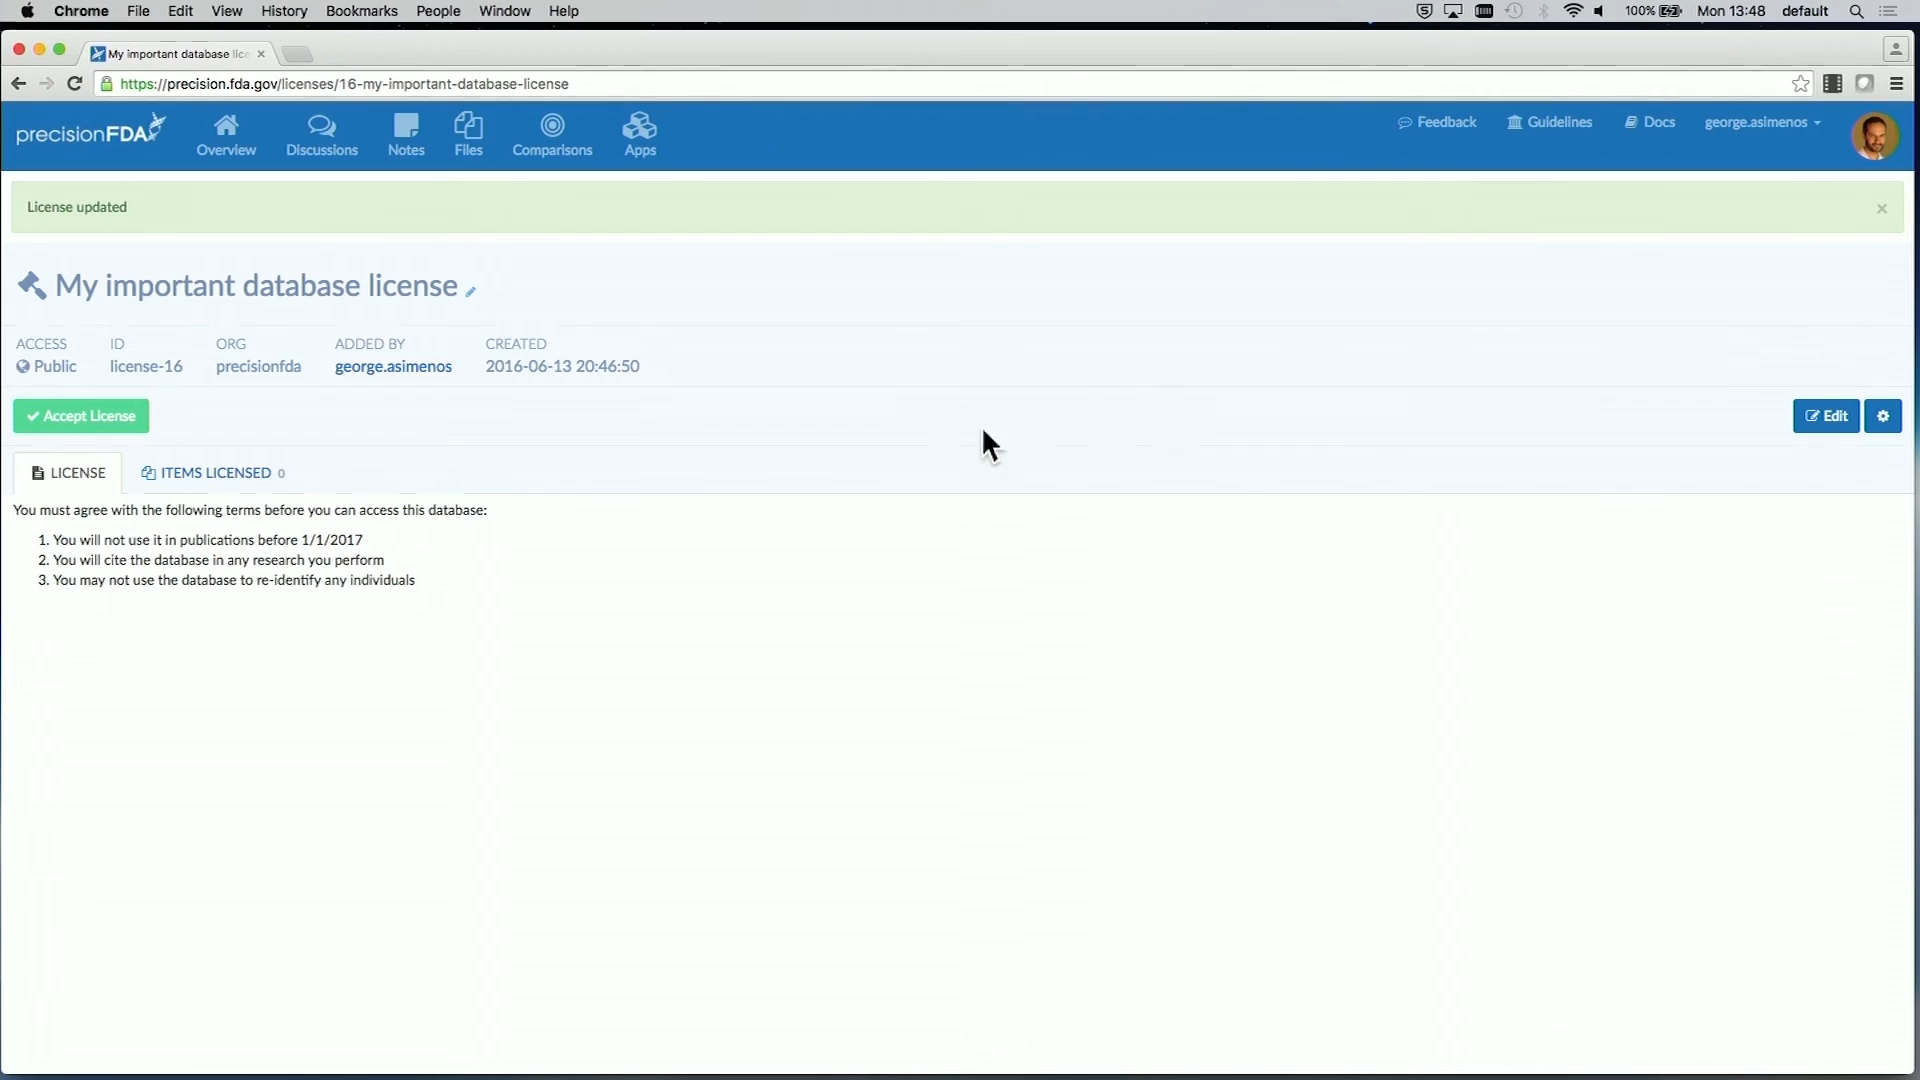 Chrome File Edit View History Bookmarks People Window Help 100% Mon 13:48 default
My important database lice
https://precision.fda.gov/licenses/16-my-important-database-license
precisionFDA Overview Discussions Notes Files Comparisons Apps Feedback Guidelines Docs george.asimenos
License updated ×
My important database license
ACCESS ID ORG ADDED BY CREATED
Public license-16 precisionfda george.asimenos 2016-06-13 20:46:50
Accept License Edit
LICENSE ITEMS LICENSED 0
You must agree with the following terms before you can access this database:
1. You will not use it in publications before 1/1/2017
2. You will cite the database in any research you perform
3. You may not use the database to re-identify any individuals